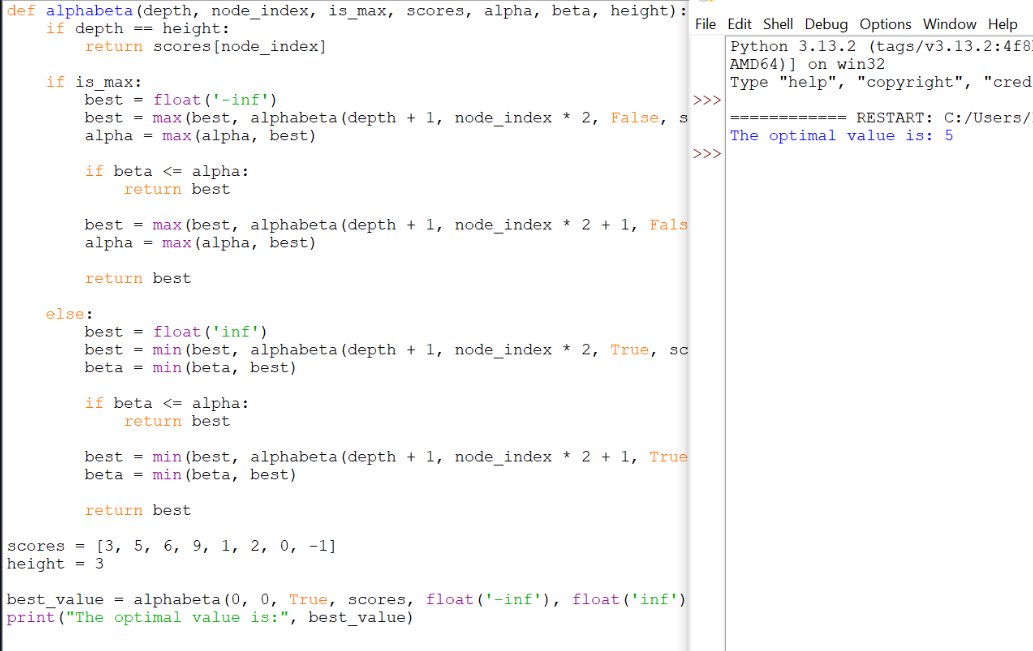 def alphabeta(depth, node_index, is_max, scores, alpha, beta, height):
    if depth == height:
        return scores[node_index]
    if is_max:
        best = float('-inf')
        best = max(best, alphabeta(depth + 1, node_index * 2, False, s
        alpha = max(alpha, best)
        if beta <= alpha:
            return best
        best = max(best, alphabeta(depth + 1, node_index * 2 + 1, Fals
        alpha = max(alpha, best)
        return best
    else:
        best = float('inf')
        best = min(best, alphabeta(depth + 1, node_index * 2, True, sc
        beta = min(beta, best)
        if beta <= alpha:
            return best
        best = min(best, alphabeta(depth + 1, node_index * 2 + 1, True
        beta = min(beta, best)
        return best
scores = [3, 5, 6, 9, 1, 2, 0, -1]
height = 3
best_value = alphabeta(0, 0, True, scores, float('-inf'), float('inf')
print("The optimal value is:", best_value)
File Edit Shell Debug Options Window Help
Python 3.13.2 (tags/v3.13.2:4f8
AMD64)] on win32
Type "help", "copyright", "cred
>>>
============ RESTART: C:/Users/
The optimal value is: 5
>>>